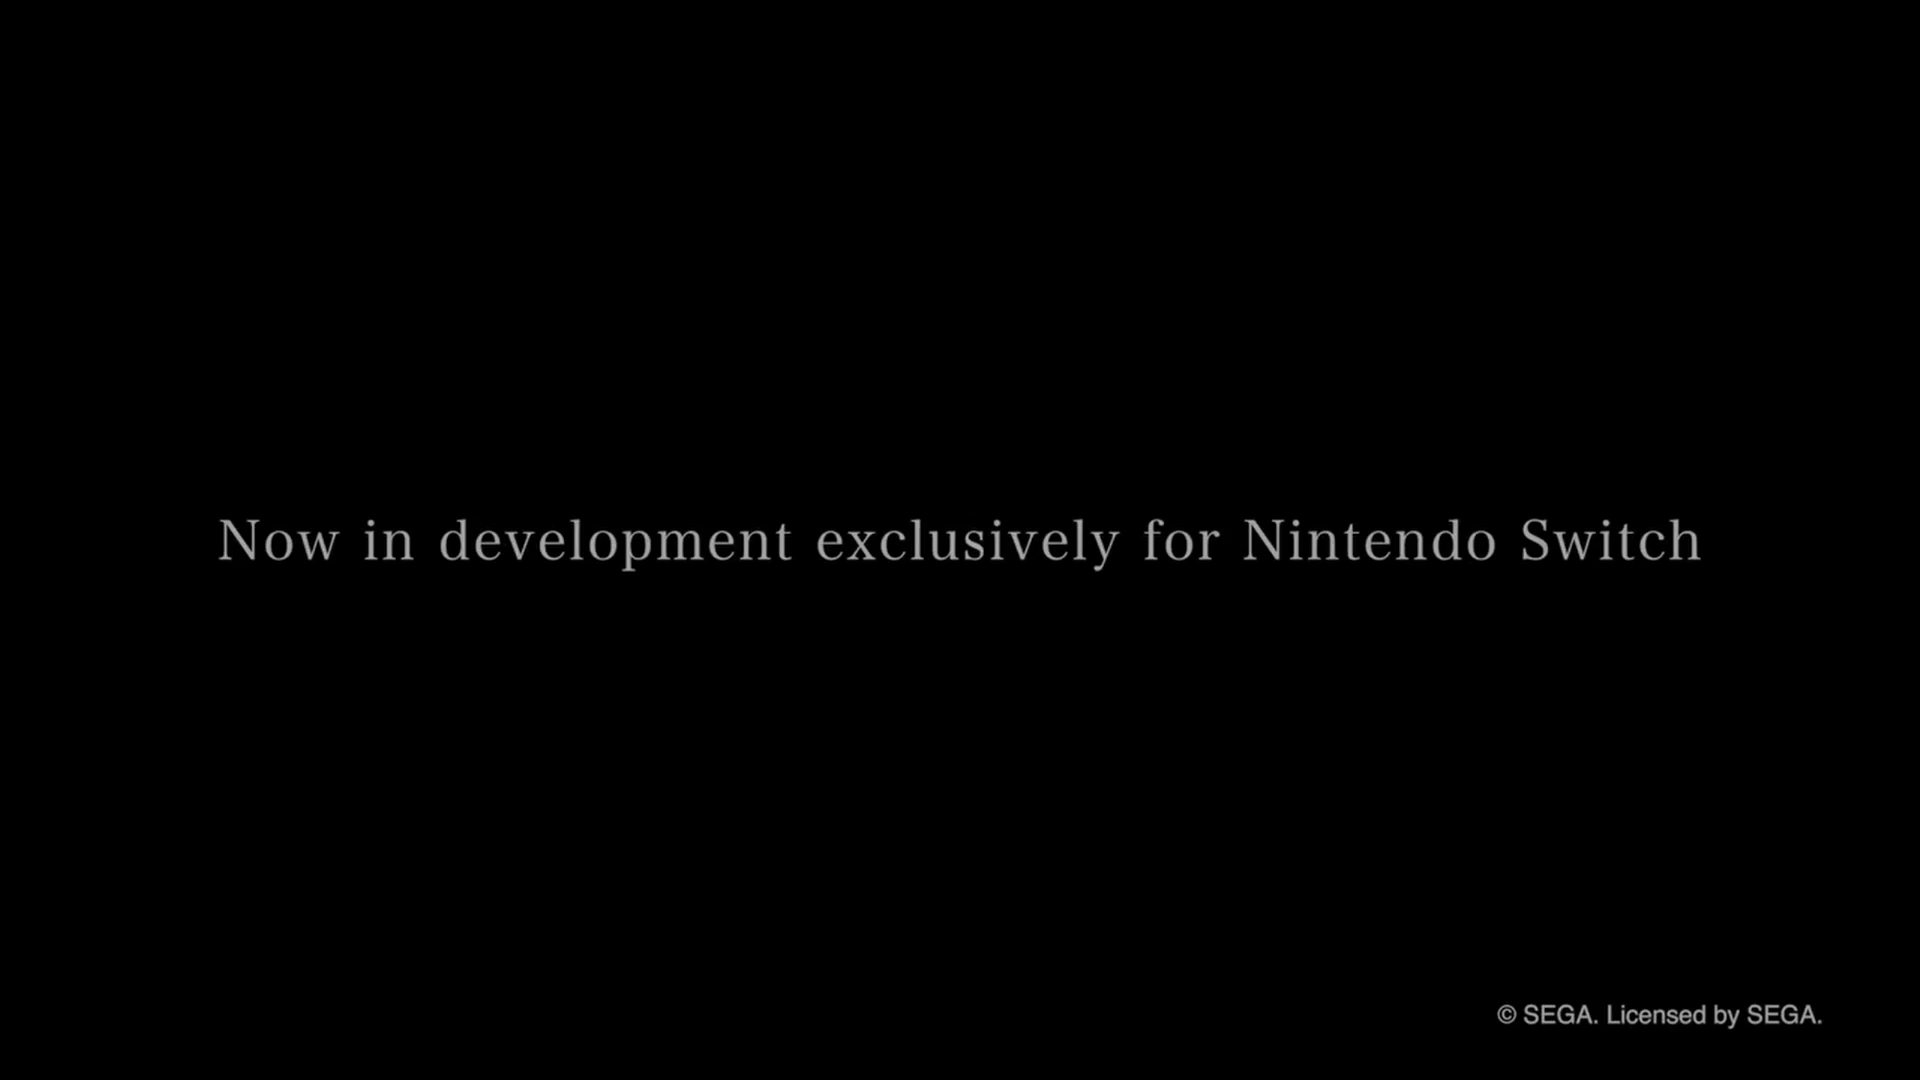 Now in development exclusively for Nintendo Switch
© SEGA. Licensed by SEGA.